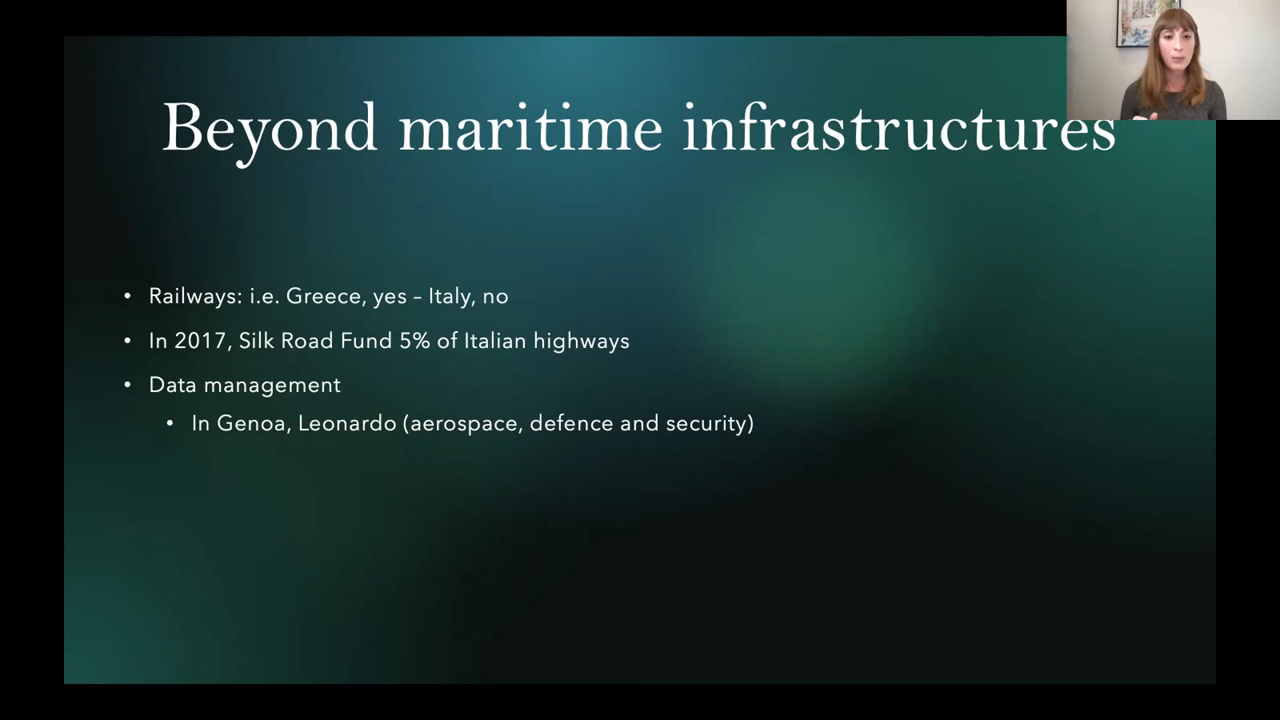 Beyond maritime infrastructures
• Railways: i.e. Greece, yes – Italy, no
• In 2017, Silk Road Fund 5% of Italian highways
• Data management
• In Genoa, Leonardo (aerospace, defence and security)